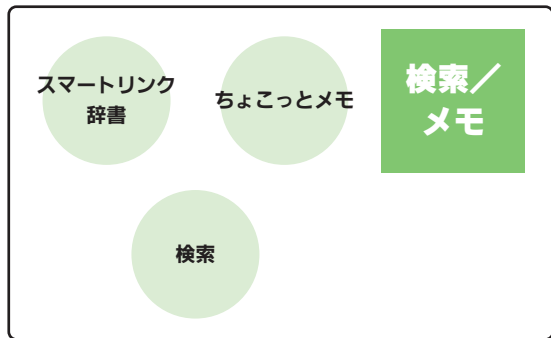 スマートリンク
辞書
ちょこっとメモ
検索／
メモ
検索